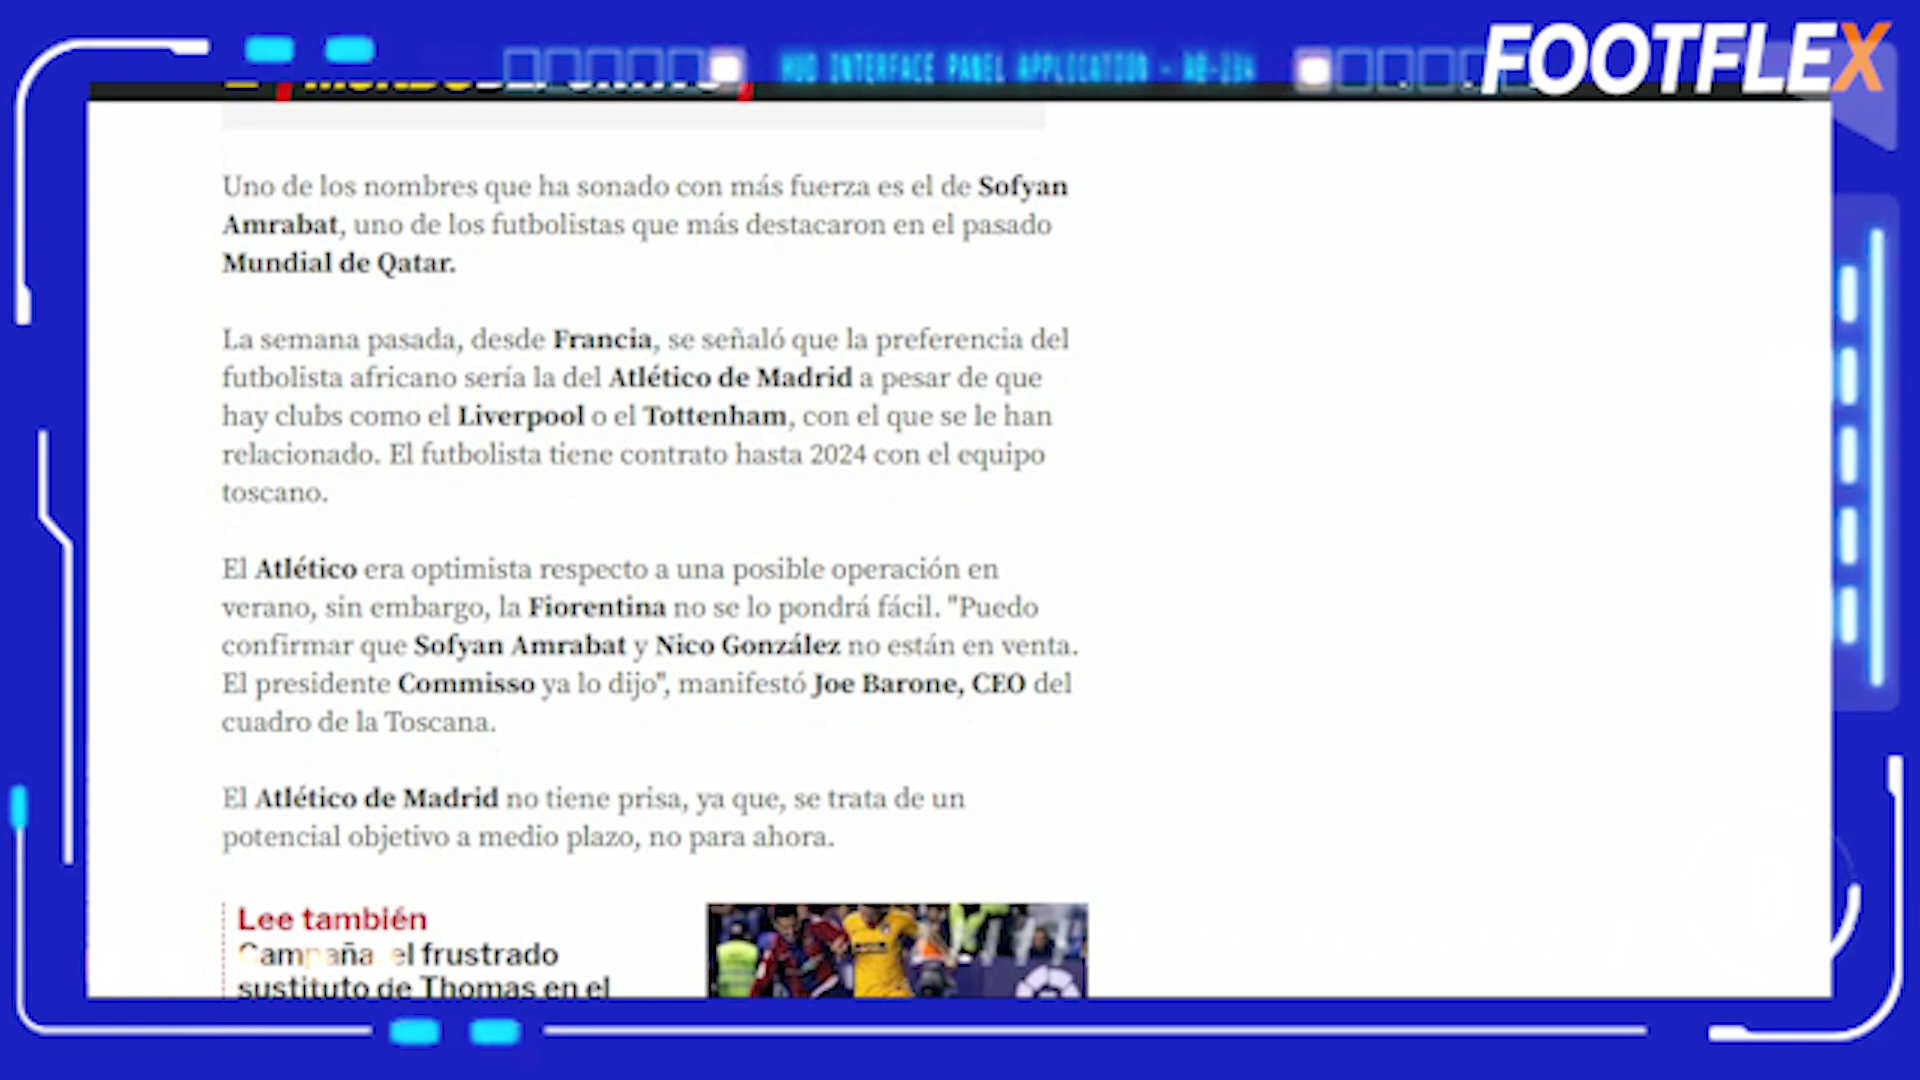 HUD INTERFACE PANEL APPLICATION -
FOOTFLEX
Uno de los nombres que ha sonado con más fuerza es el de Sofyan
Amrabat, uno de los futbolistas que más destacaron en el pasado
Mundial de Qatar.
La semana pasada, desde Francia, se señaló que la preferencia del
futbolista africano sería la del Atlético de Madrid a pesar de que
hay clubs como el Liverpool o el Tottenham, con el que se le han
relacionado. El futbolista tiene contrato hasta 2024 con el equipo
toscano.
El Atlético era optimista respecto a una posible operación en
verano, sin embargo, la Fiorentina no se lo pondrá fácil. "Puedo
confirmar que Sofyan Amrabat y Nico González no están en venta.
El presidente Commisso ya lo dijo", manifestó Joe Barone, CEO del
cuadro de la Toscana.
El Atlético de Madrid no tiene prisa, ya que, se trata de un
potencial objetivo a medio plazo, no para ahora.
Lee también
Campaña, el frustrado
sustituto de Thomas en el